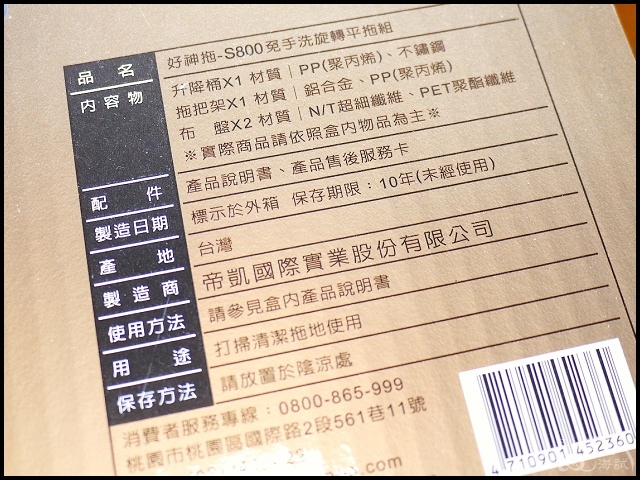 品名 好神拖-S800免手洗旋轉平拖組
內容物 升降桶X1 材質｜PP(聚丙烯)、不鏽鋼
拖把架X1 材質｜鋁合金、PP(聚丙烯)
布盤X2 材質｜N/T超細纖維、PET聚酯纖維
※實際商品請依照盒內物品為主※
配件 產品說明書、產品售後服務卡
製造日期 標示於外箱 保存期限：10年(未經使用)
產地 台灣
製造商 帝凱國際實業股份有限公司
使用方法 請參見盒內產品說明書
用途 打掃清潔拖地使用
保存方法 請放置於陰涼處
消費者服務專線：0800-865-999
桃園市桃園區國際路2段561巷11號
4 710901 452360